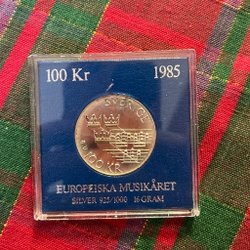 100 Kr 1985
SVERIGE
100 KR
EUROPEISKA MUSIKÅRET
SILVER 925/1000 16 GRAM